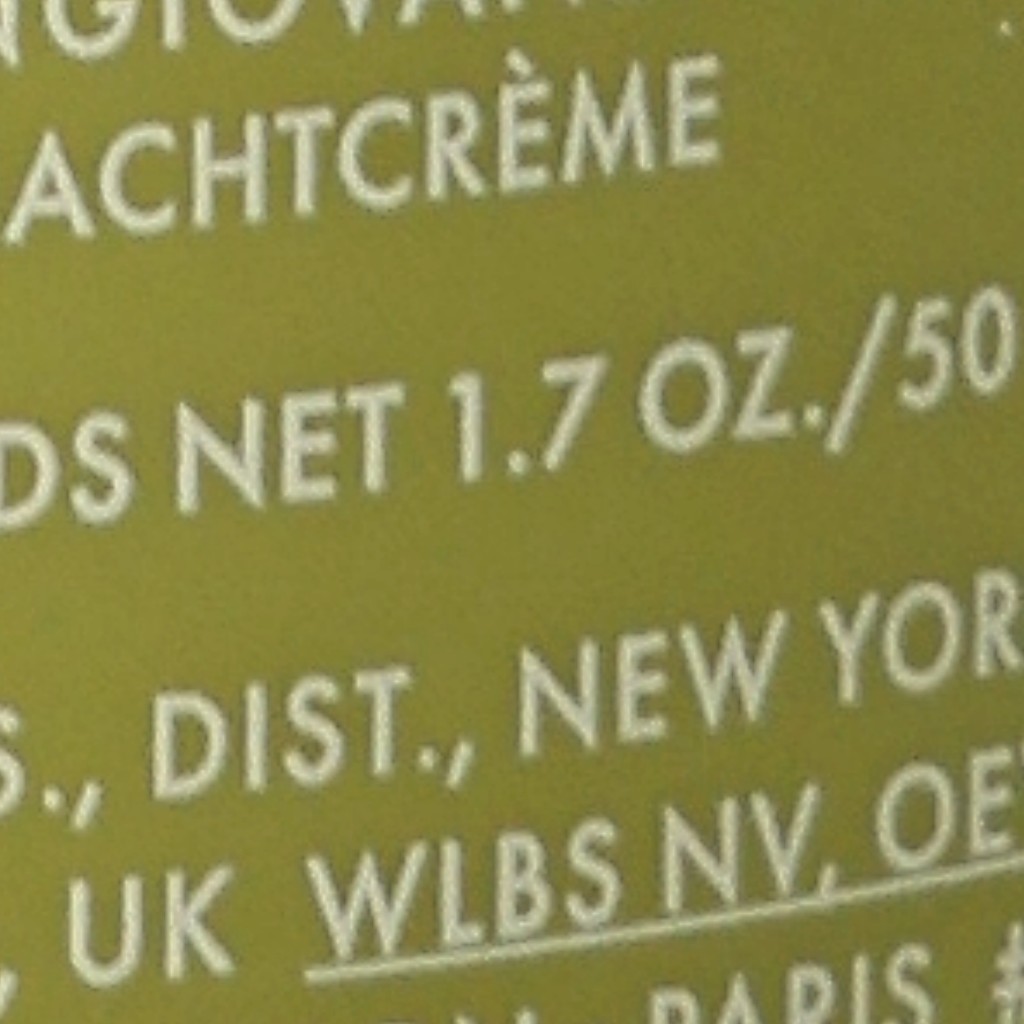 ACHTCRÈME
DS NET 1.7 OZ./50
S., DIST., NEW YOR
, UK WLBS NV, OE
PARIS